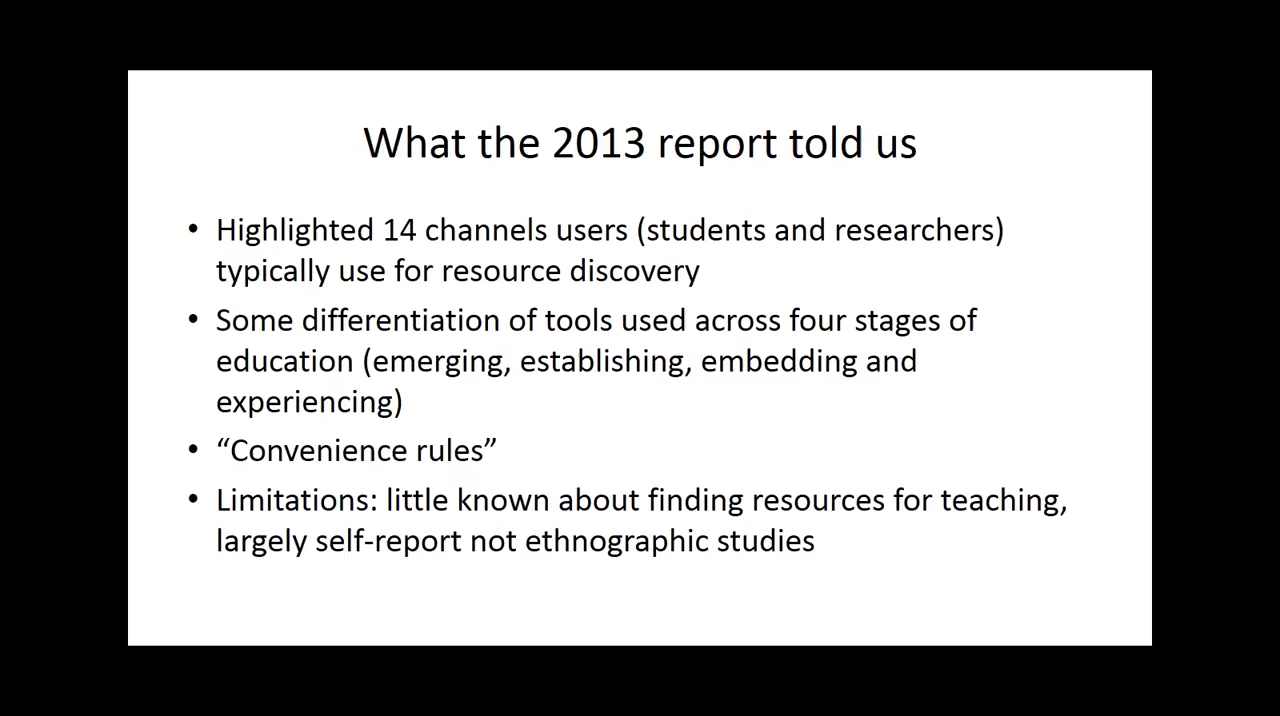 What the 2013 report told us
• Highlighted 14 channels users (students and researchers)
typically use for resource discovery
• Some differentiation of tools used across four stages of
education (emerging, establishing, embedding and
experiencing)
• “Convenience rules”
• Limitations: little known about finding resources for teaching,
largely self-report not ethnographic studies